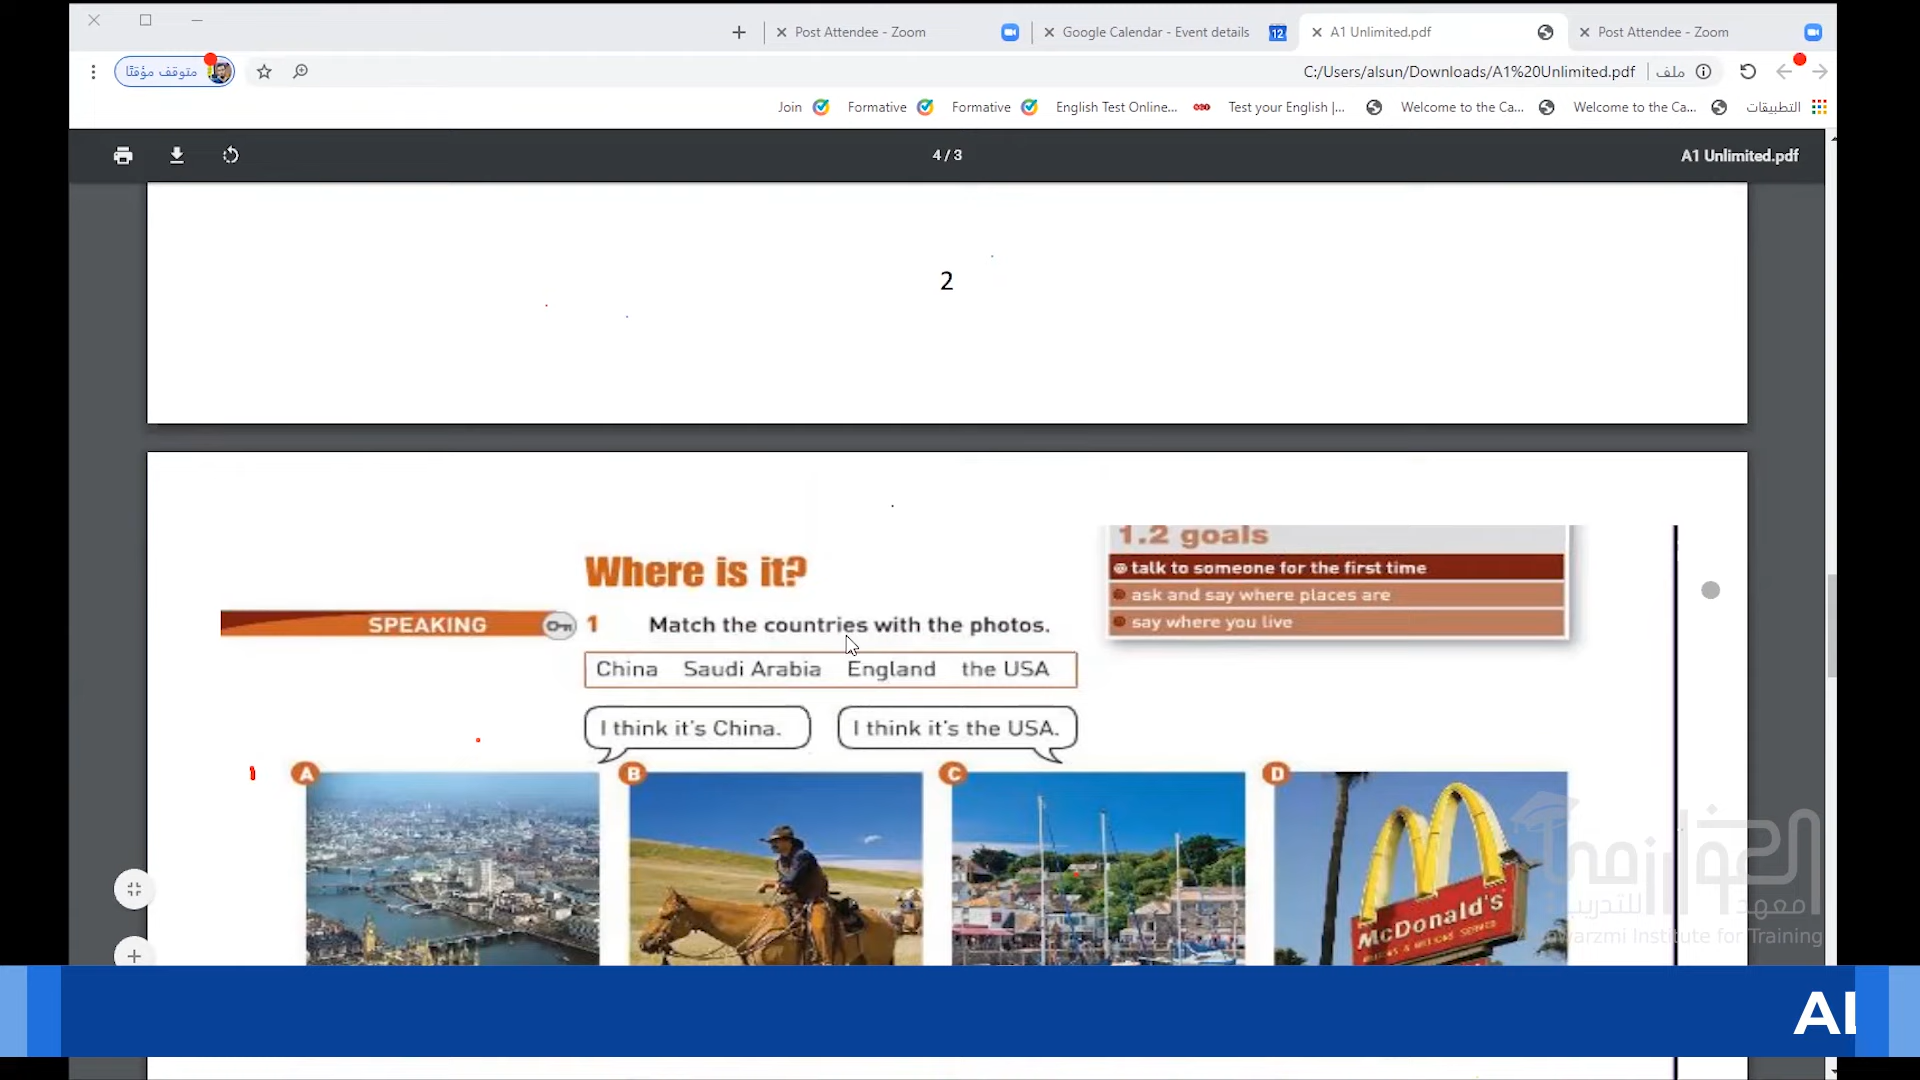 Post Attendee - Zoom
Google Calendar - Event details
12
A1 Unlimited.pdf
Post Attendee - Zoom
متوقف مؤقتًا
C:/Users/alsun/Downloads/A1%20Unlimited.pdf
ملف
Join
Formative
Formative
English Test Online...
Test your English |...
Welcome to the Ca...
Welcome to the Ca...
التطبيقات
4 / 3
A1 Unlimited.pdf
2
1.2 goals
Where is it?
talk to someone for the first time
ask and say where places are
say where you live
SPEAKING
1 Match the countries with the photos.
China Saudi Arabia England the USA
I think it's China.
I think it's the USA.
A
B
C
D
McDonald's
الخوارزمي
معهد
للتدريب
Institute for Training